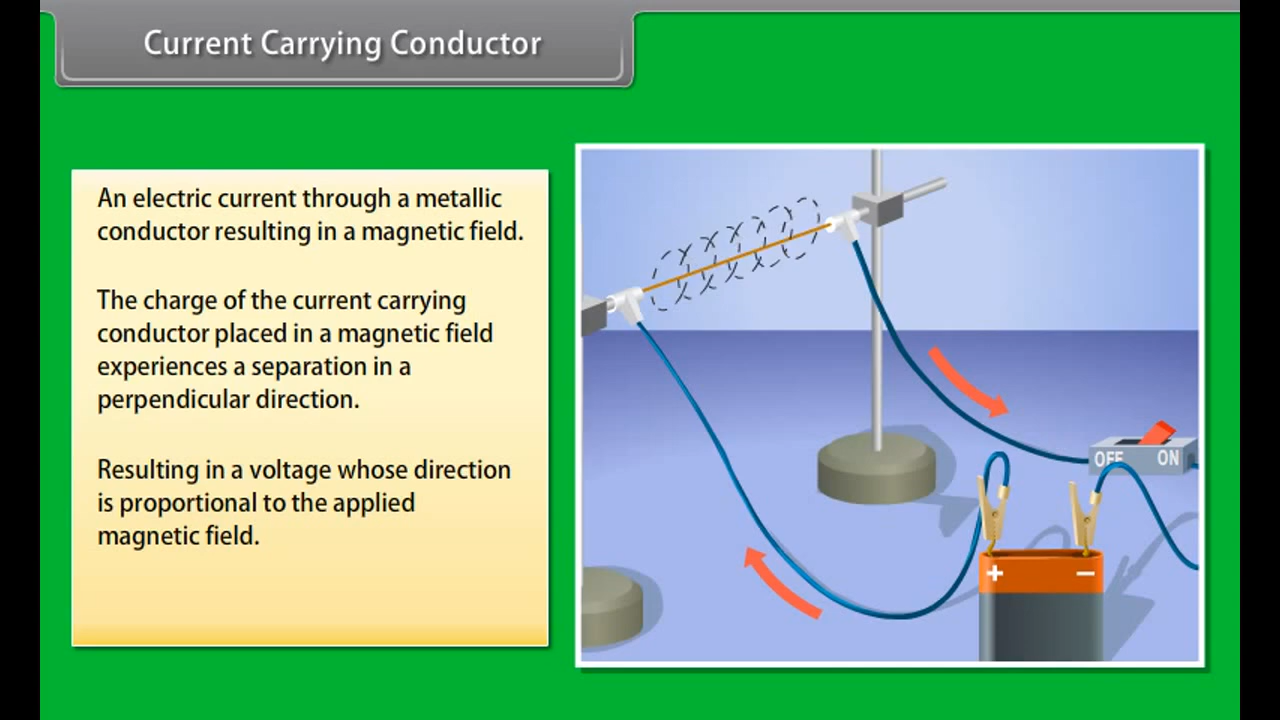 Current Carrying Conductor
An electric current through a metallic
conductor resulting in a magnetic field.
The charge of the current carrying
conductor placed in a magnetic field
experiences a separation in a
perpendicular direction.
Resulting in a voltage whose direction
is proportional to the applied
magnetic field.
OFF ON
+ −